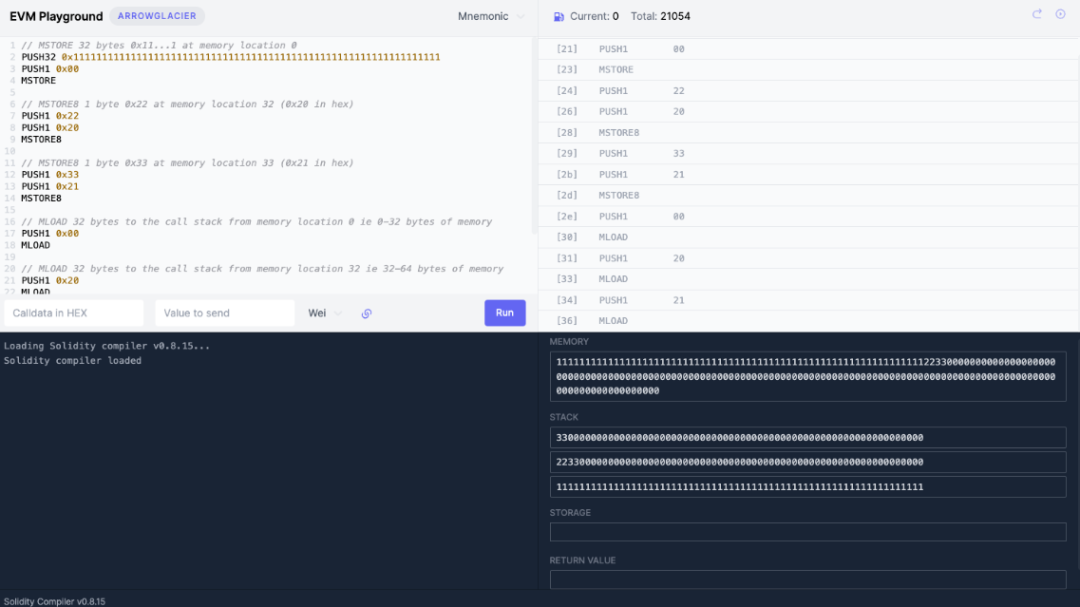 EVM Playground ARROWGLACIER
Mnemonic
1 // MSTORE 32 bytes 0x11...1 at memory location 0
2 PUSH32 0x1111111111111111111111111111111111111111111111111111111111111111
3 PUSH1 0x00
4 MSTORE
5
6 // MSTORE8 1 byte 0x22 at memory location 32 (0x20 in hex)
7 PUSH1 0x22
8 PUSH1 0x20
9 MSTORE8
10
11 // MSTORE8 1 byte 0x33 at memory location 33 (0x21 in hex)
12 PUSH1 0x33
13 PUSH1 0x21
14 MSTORE8
15
16 // MLOAD 32 bytes to the call stack from memory location 0 ie 0-32 bytes of memory
17 PUSH1 0x00
18 MLOAD
19
20 // MLOAD 32 bytes to the call stack from memory location 32 ie 32-64 bytes of memory
21 PUSH1 0x20
22 MLOAD
Calldata in HEX
Value to send
Wei
Run
Current: 0 Total: 21054
[21] PUSH1 00
[23] MSTORE
[24] PUSH1 22
[26] PUSH1 20
[28] MSTORE8
[29] PUSH1 33
[2b] PUSH1 21
[2d] MSTORE8
[2e] PUSH1 00
[30] MLOAD
[31] PUSH1 20
[33] MLOAD
[34] PUSH1 21
[36] MLOAD
Loading Solidity compiler v0.8.15...
Solidity compiler loaded
MEMORY
111111111111111111111111111111111111111111111111111111111111111122330000000000000000000
000000000000000000000000000000000000000000000000000000000000000000000000000000000000000
000000000000000000
STACK
3300000000000000000000000000000000000000000000000000000000000000
2233000000000000000000000000000000000000000000000000000000000000
1111111111111111111111111111111111111111111111111111111111111111
STORAGE
RETURN VALUE
Solidity Compiler v0.8.15